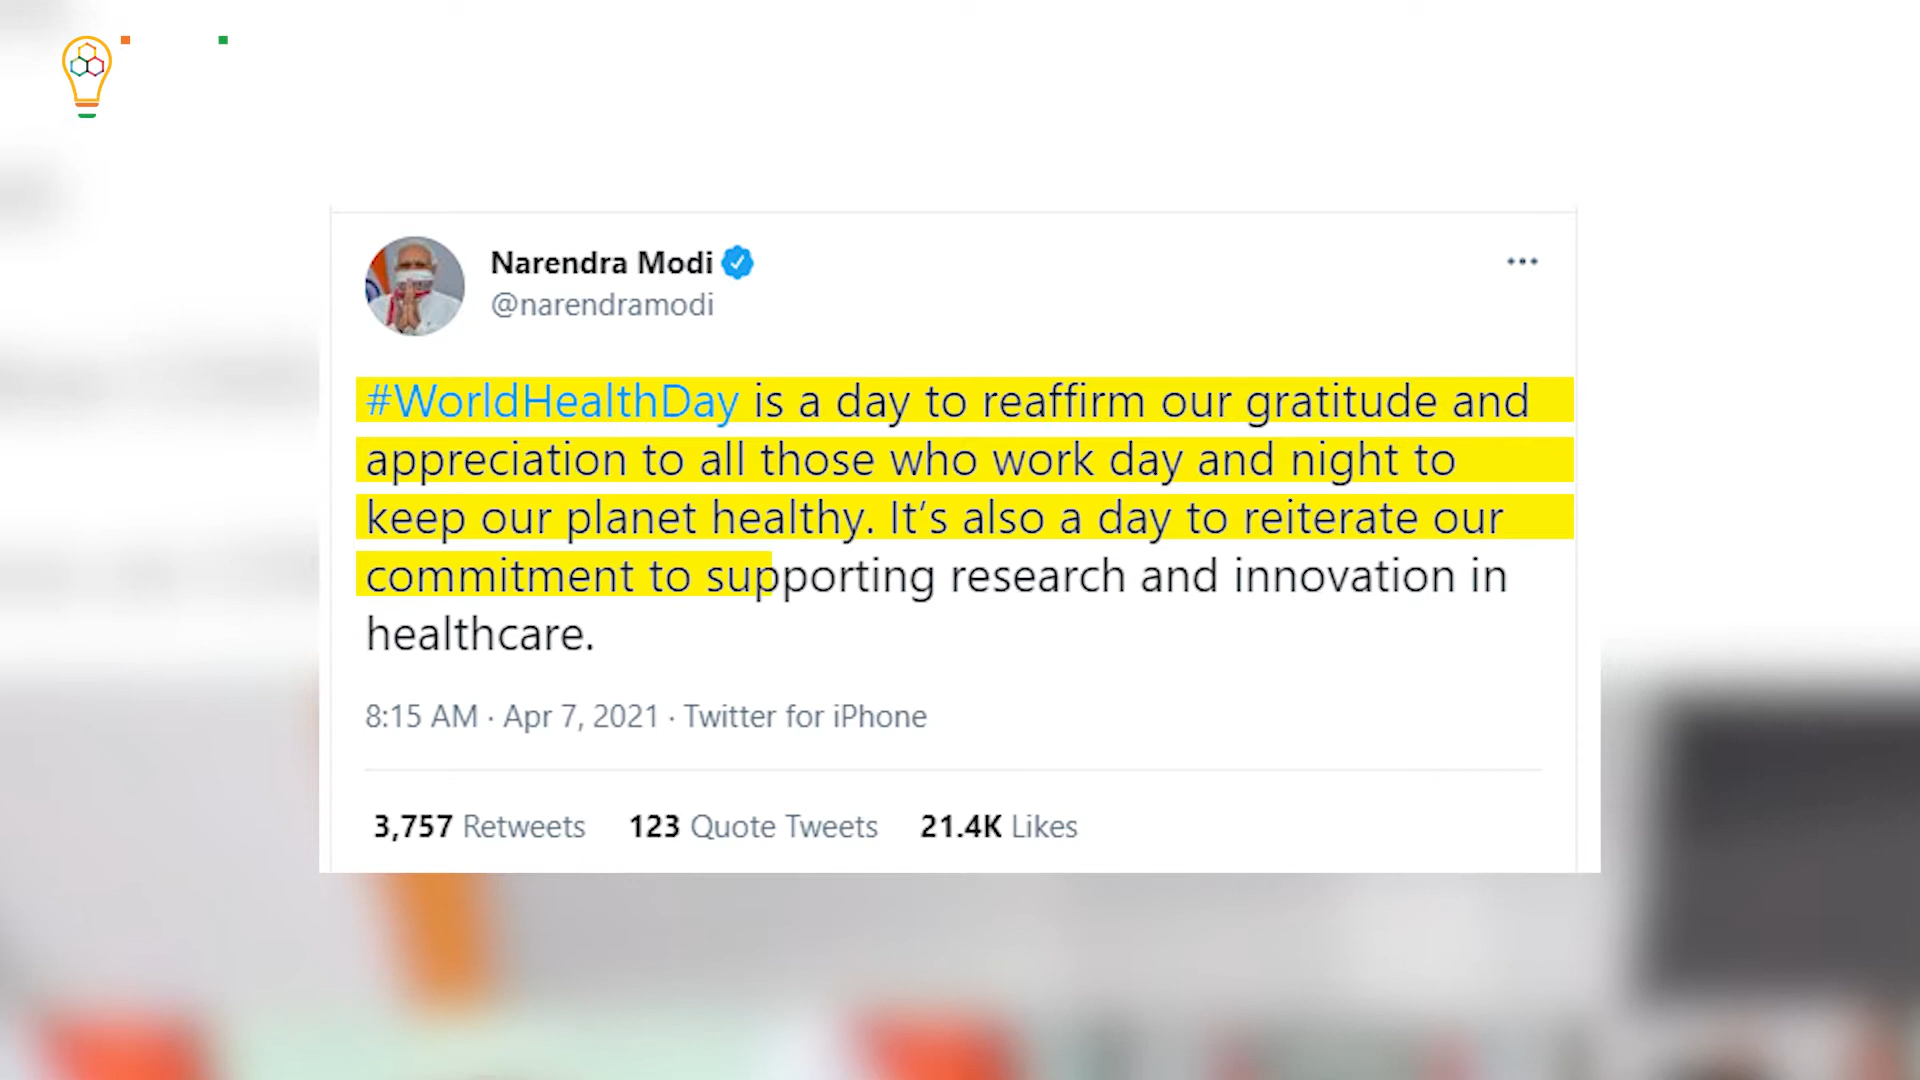 Narendra Modi
@narendramodi
#WorldHealthDay is a day to reaffirm our gratitude and
appreciation to all those who work day and night to
keep our planet healthy. It’s also a day to reiterate our
commitment to supporting research and innovation in
healthcare.
8:15 AM · Apr 7, 2021 · Twitter for iPhone
3,757 Retweets 123 Quote Tweets 21.4K Likes